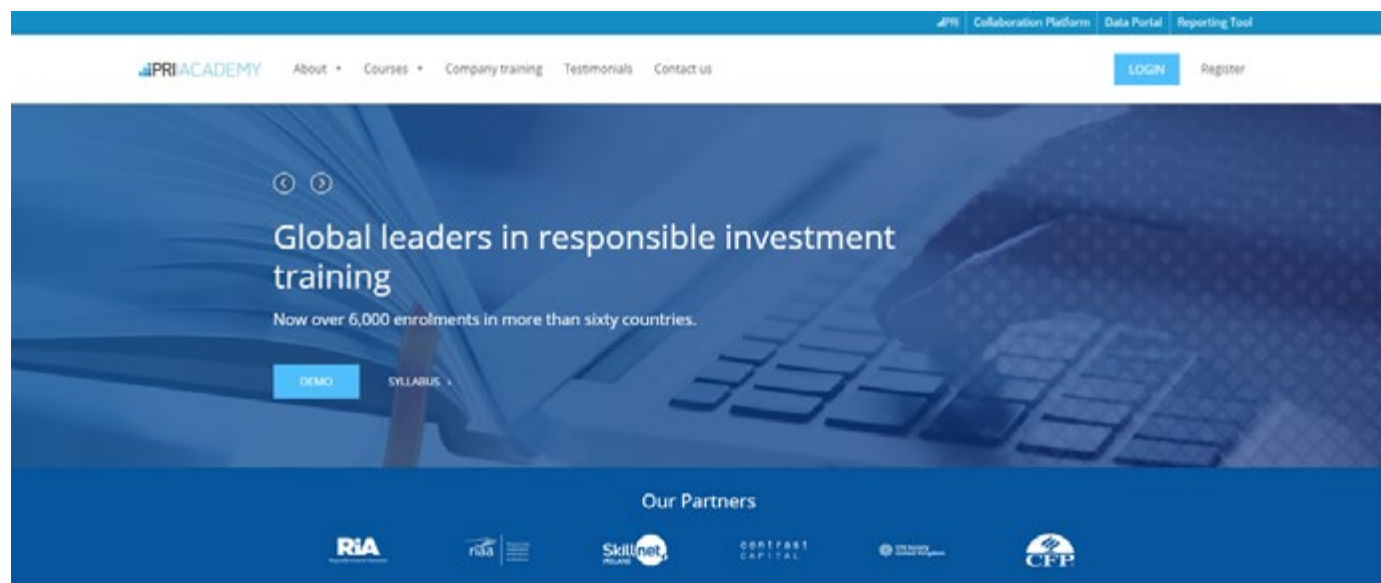 PRI
Collaboration Platform
Data Portal
Reporting Tool
PRI ACADEMY
About
Courses
Company training
Testimonials
Contact us
LOGIN
Register
Global leaders in responsible investment
training
Now over 6,000 enrolments in more than sixty countries.
DEMO
SYLLABUS ›
Our Partners
RiA
riaa
Skillnet
contrast
CAPITAL
CFP